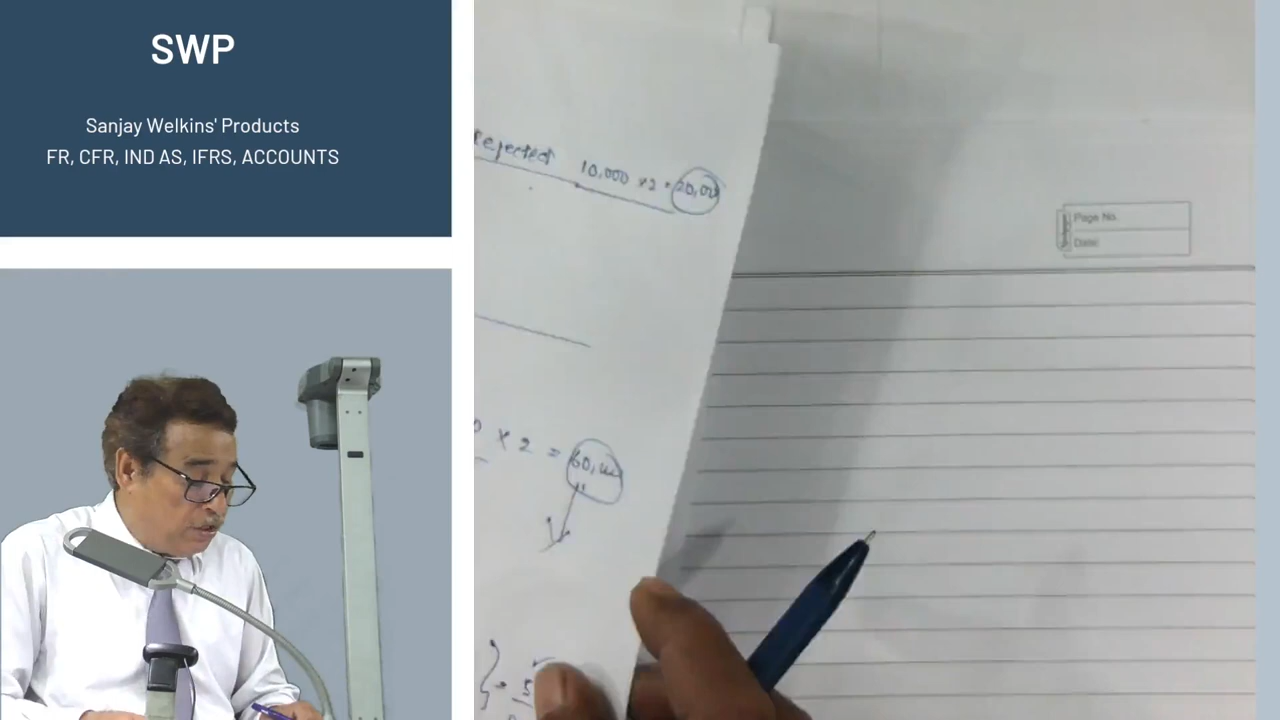 SWP
Sanjay Welkins' Products
FR, CFR, IND AS, IFRS, ACCOUNTS
Rejected 10,000 × 2 = 20,000
× 2 = 60,000
Page No.
Date: